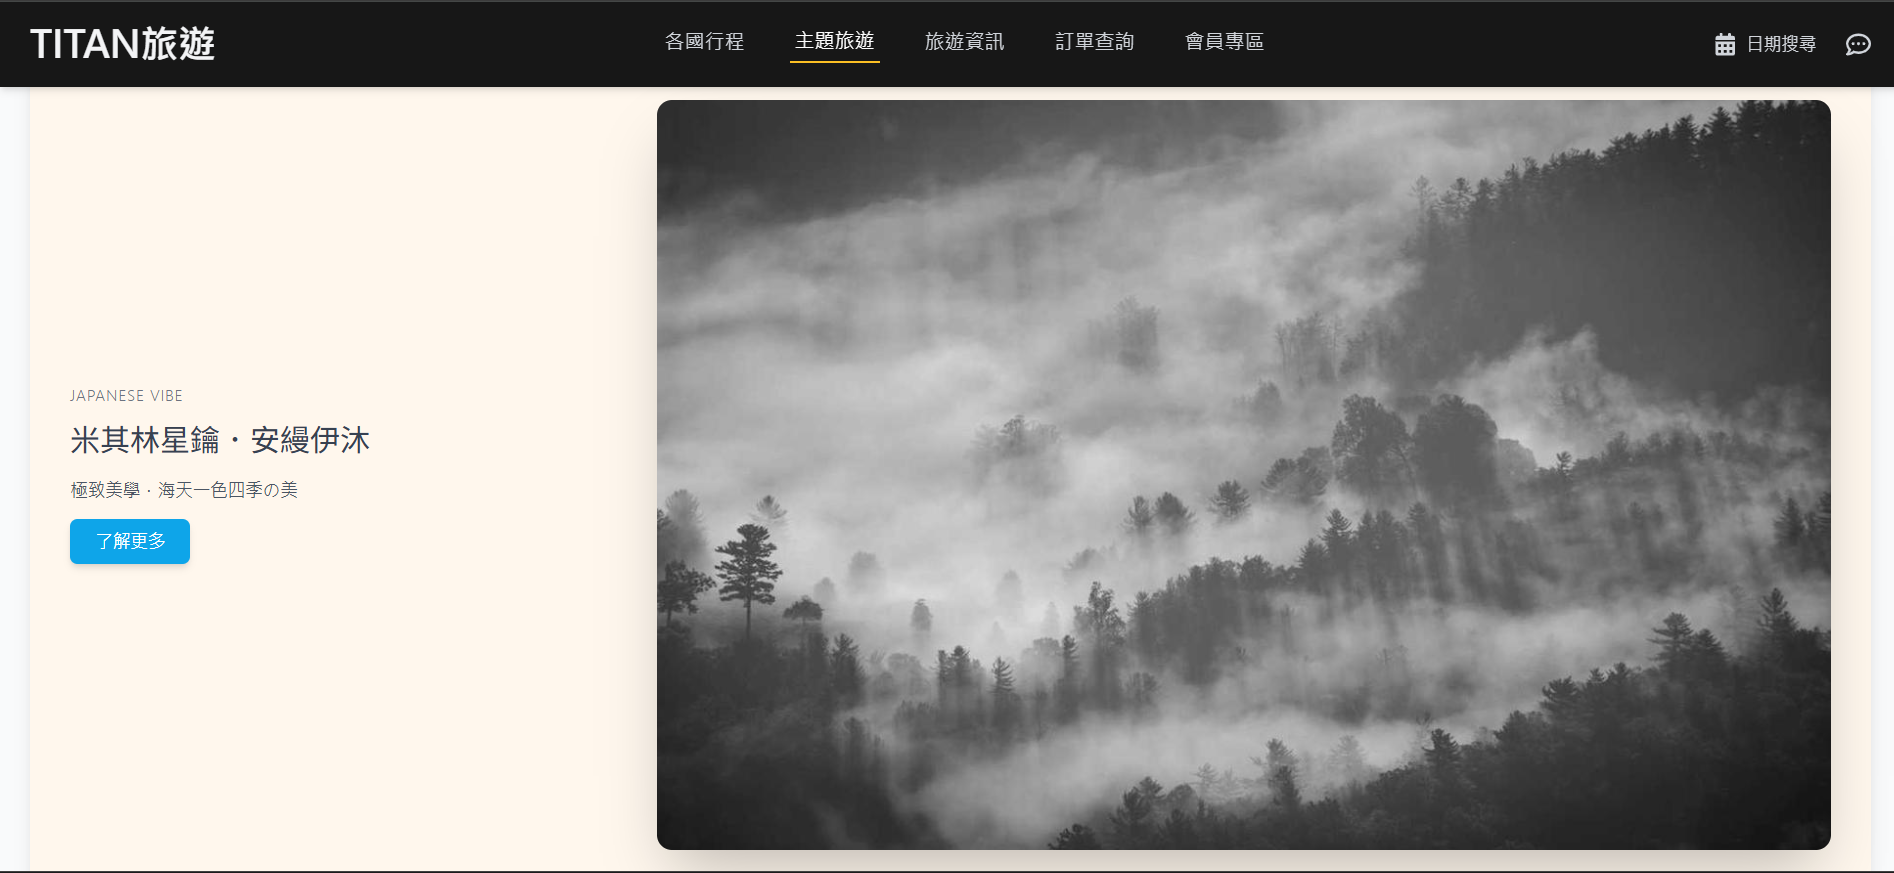 TITAN旅遊
各國行程
主題旅遊
旅遊資訊
訂單查詢
會員專區
日期搜尋
JAPANESE VIBE
米其林星鑰・安縵伊沐
極致美學・海天一色四季の美
了解更多